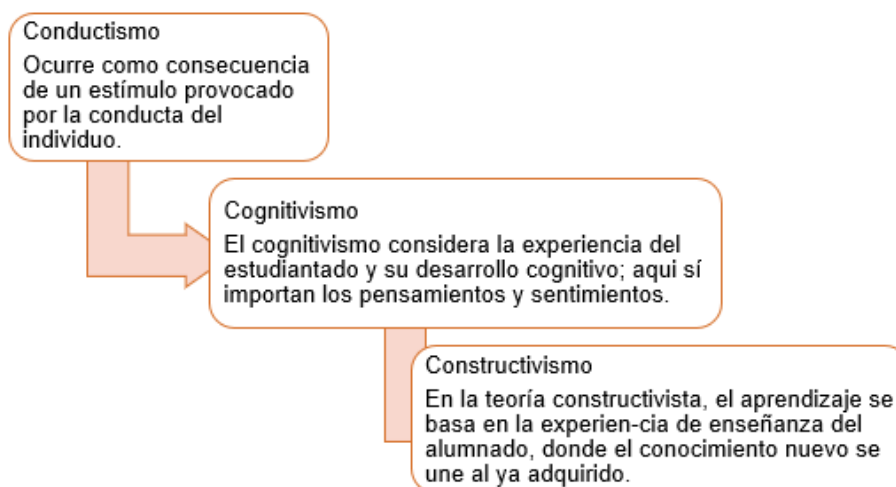 Conductismo
Ocurre como consecuencia
de un estímulo provocado
por la conducta del
individuo.
Cognitivismo
El cognitivismo considera la experiencia del
estudiantado y su desarrollo cognitivo; aqui sí
importan los pensamientos y sentimientos.
Constructivismo
En la teoría constructivista, el aprendizaje se
basa en la experien-cia de enseñanza del
alumnado, donde el conocimiento nuevo se
une al ya adquirido.